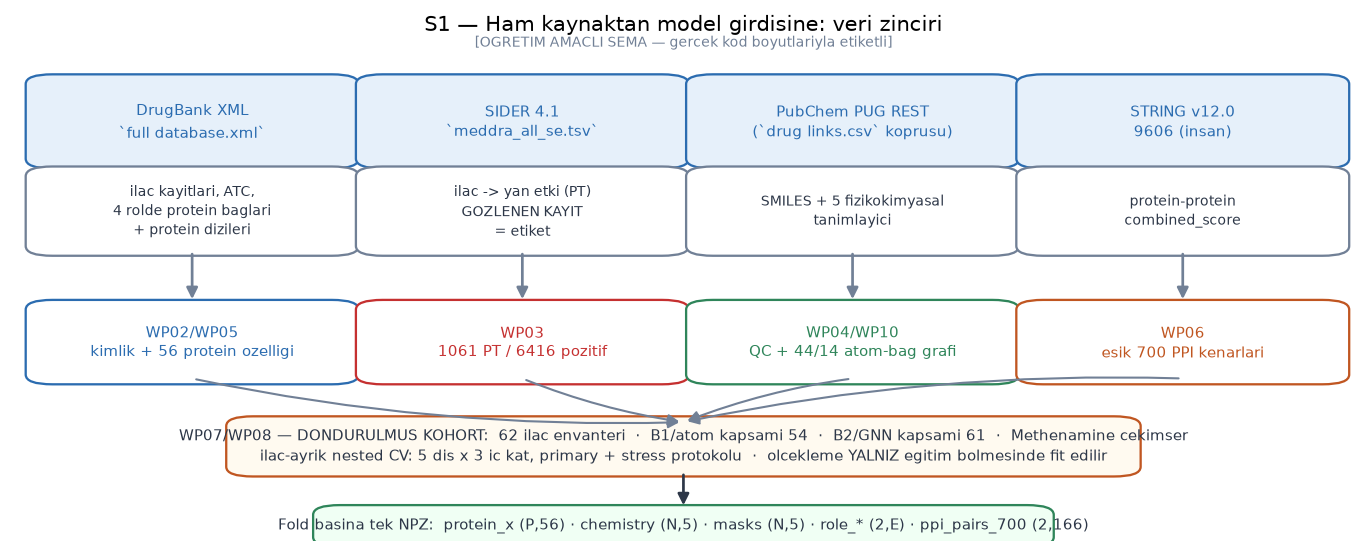 S1 — Ham kaynaktan model girdisine: veri zinciri
[OGRETIM AMACLI SEMA — gercek kod boyutlariyla etiketli]
DrugBank XML
`full database.xml`
SIDER 4.1
`meddra_all_se.tsv`
PubChem PUG REST
(`drug links.csv` koprusu)
STRING v12.0
9606 (insan)
ilac kayitlari, ATC,
4 rolde protein baglari
+ protein dizileri
ilac -> yan etki (PT)
GOZLENEN KAYIT
= etiket
SMILES + 5 fizikokimyasal
tanimlayici
protein-protein
combined_score
WP02/WP05
kimlik + 56 protein ozelligi
WP03
1061 PT / 6416 pozitif
WP04/WP10
QC + 44/14 atom-bag grafi
WP06
esik 700 PPI kenarlari
WP07/WP08 — DONDURULMUS KOHORT:  62 ilac envanteri  ·  B1/atom kapsami 54  ·  B2/GNN kapsami 61  ·  Methenamine cekimser
ilac-ayrik nested CV: 5 dis x 3 ic kat, primary + stress protokolu  ·  olcekleme YALNIZ egitim bolmesinde fit edilir
Fold basina tek NPZ:  protein_x (P,56) · chemistry (N,5) · masks (N,5) · role_* (2,E) · ppi_pairs_700 (2,166)